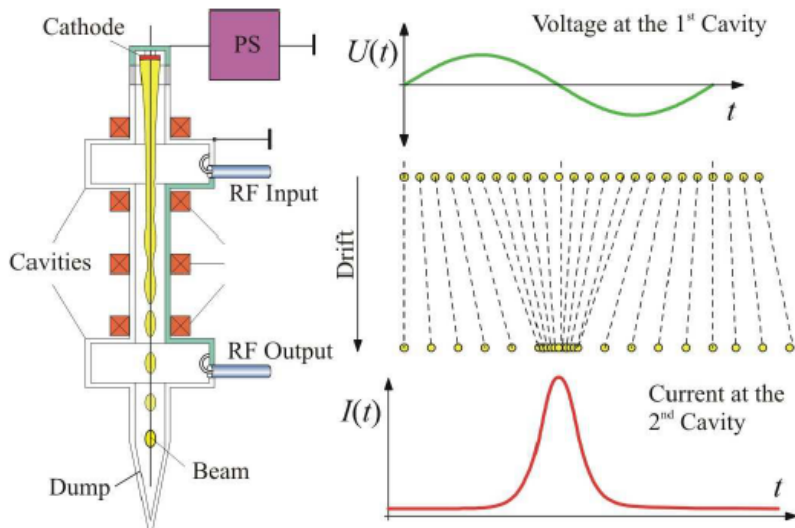 Cathode
PS
Voltage at the 1st Cavity
U(t)
t
RF Input
Cavities
Drift
RF Output
Current at the
2nd Cavity
I(t)
Beam
Dump
t